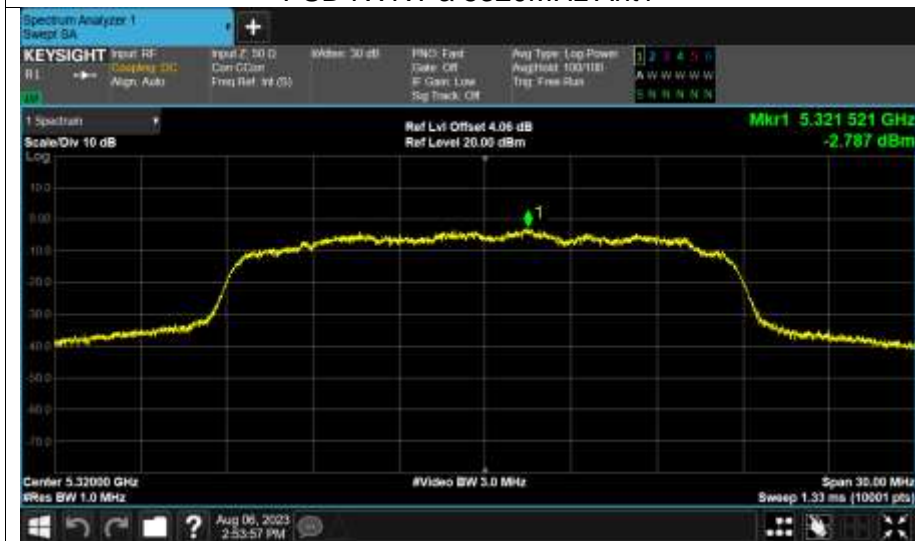 Spectrum Analyzer 1
Swept SA
+
KEYSIGHT Input: RF
R L
Coupling: DC
Align: Auto
Input Z: 50 Ω
Corr CCorr
Freq Ref: Int (S)
#Atten: 30 dB
PNO: Fast
Gate: Off
IF Gain: Low
Sig Track: Off
Avg Type: Log-Power
Avg|Hold: 100/100
Trig: Free Run
1 2 3 4 5 6
A W W W W W
S N N N N N
1 Spectrum
Scale/Div 10 dB
Log
Ref Lvl Offset 4.06 dB
Ref Level 20.00 dBm
Mkr1 5.321 521 GHz
-2.787 dBm
10.0
0.00
-10.0
-20.0
-30.0
-40.0
-50.0
-60.0
-70.0
1
Center 5.32000 GHz
#Res BW 1.0 MHz
#Video BW 3.0 MHz
Span 30.00 MHz
Sweep 1.33 ms (10001 pts)
?
Aug 06, 2023
2:53:57 PM